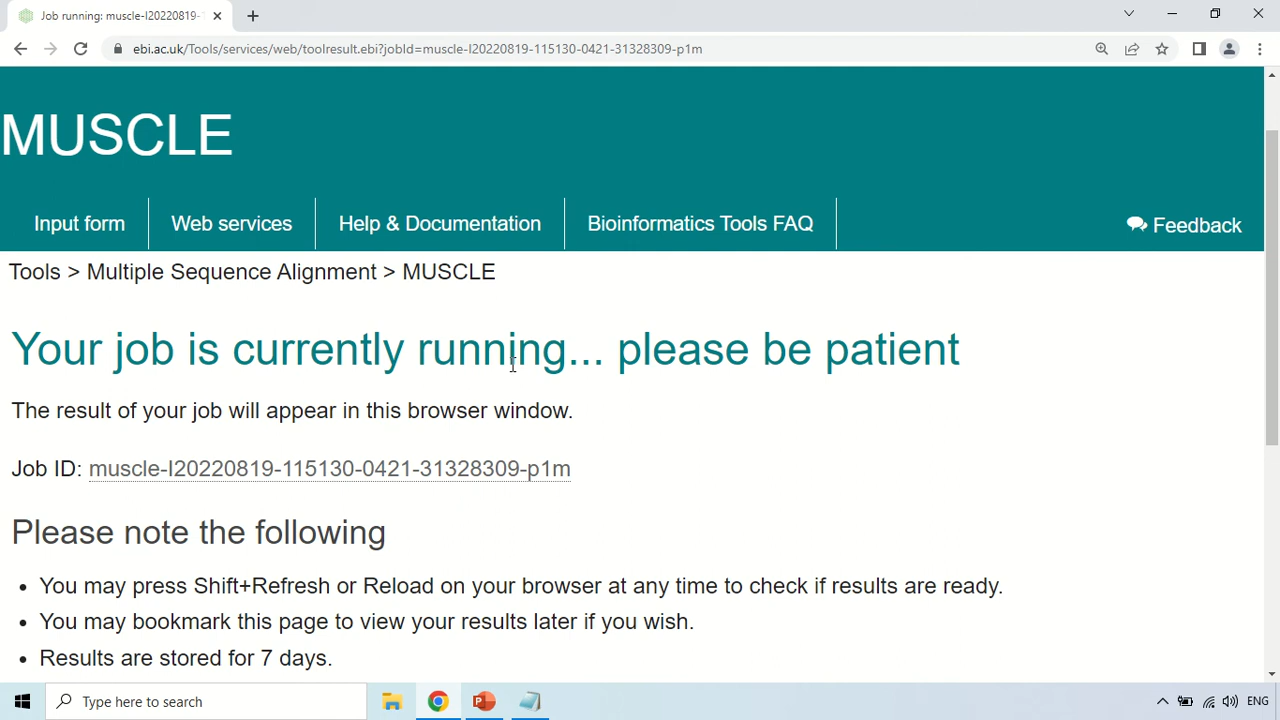 Job running: muscle-I20220819-
ebi.ac.uk/Tools/services/web/toolresult.ebi?jobId=muscle-I20220819-115130-0421-31328309-p1m
MUSCLE
Input form
Web services
Help & Documentation
Bioinformatics Tools FAQ
Feedback
Tools > Multiple Sequence Alignment > MUSCLE
Your job is currently running... please be patient
The result of your job will appear in this browser window.
Job ID: muscle-I20220819-115130-0421-31328309-p1m
Please note the following
• You may press Shift+Refresh or Reload on your browser at any time to check if results are ready.
• You may bookmark this page to view your results later if you wish.
• Results are stored for 7 days.
Type here to search
ENG